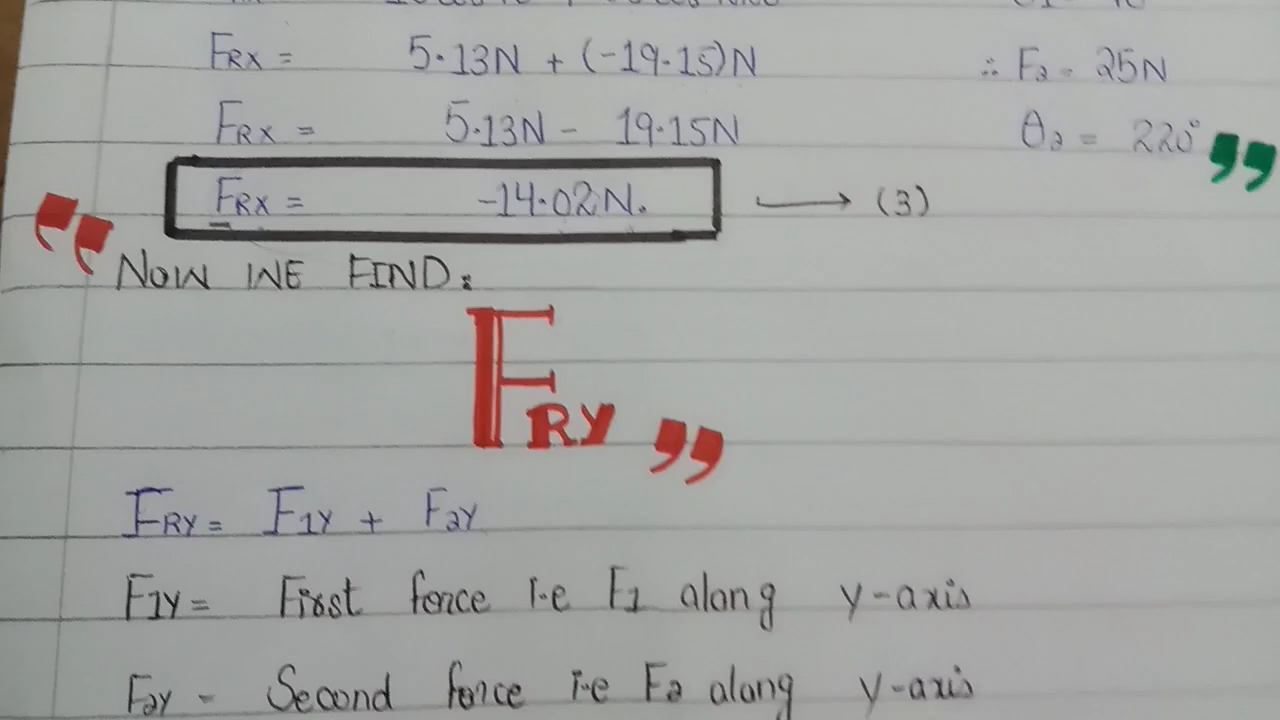 FRX = 5.13N + (-19.15)N ∴ F2 = 25N
FRX = 5.13N - 19.15N θ2 = 220° ”
FRX = -14.02N. → (3)
“ NOW WE FIND:
FRY ”
FRY = F1Y + F2Y
F1Y = First force i.e F1 along y-axis
F2y = Second force i.e F2 along y-axis